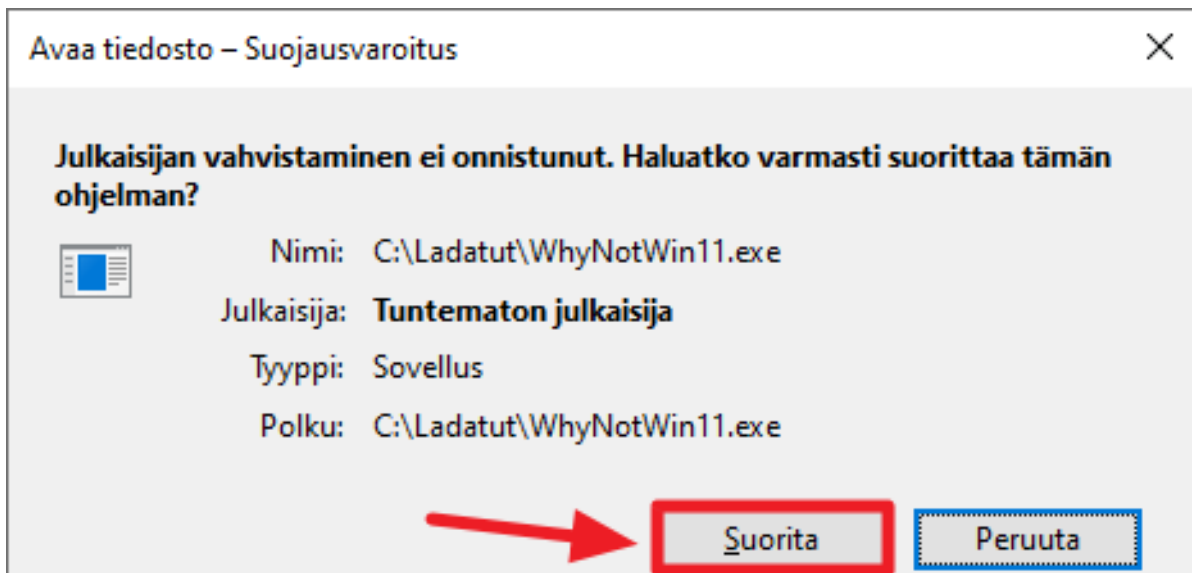 Avaa tiedosto – Suojausvaroitus
Julkaisijan vahvistaminen ei onnistunut. Haluatko varmasti suorittaa tämän
ohjelman?
Nimi: C:\Ladatut\WhyNotWin11.exe
Julkaisija: Tuntematon julkaisija
Tyyppi: Sovellus
Polku: C:\Ladatut\WhyNotWin11.exe
Suorita Peruuta